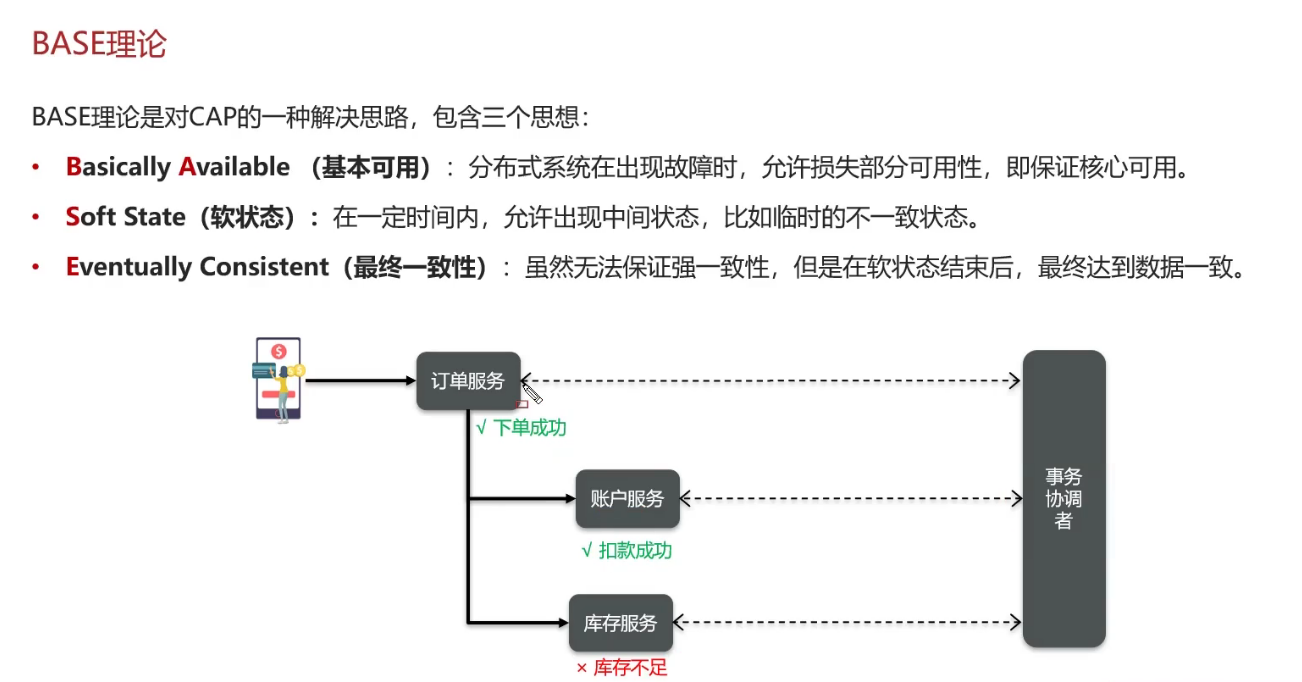 BASE理论
BASE理论是对CAP的一种解决思路，包含三个思想：
• Basically Available （基本可用）：分布式系统在出现故障时，允许损失部分可用性，即保证核心可用。
• Soft State（软状态）：在一定时间内，允许出现中间状态，比如临时的不一致状态。
• Eventually Consistent（最终一致性）：虽然无法保证强一致性，但是在软状态结束后，最终达到数据一致。
$
$
订单服务
√ 下单成功
账户服务
√ 扣款成功
事务
协调
者
库存服务
× 库存不足